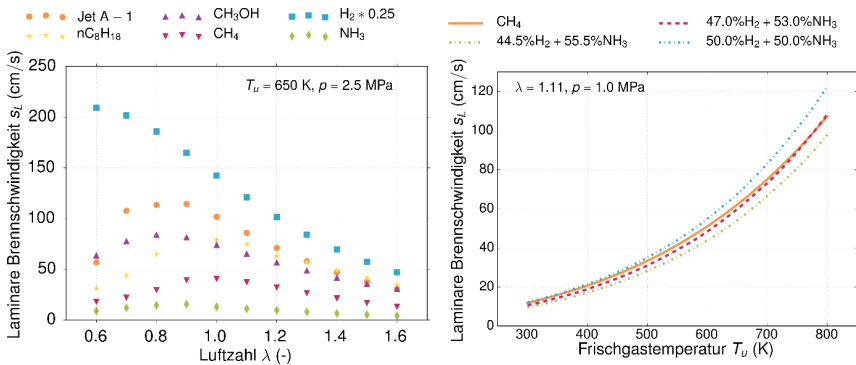 Jet A − 1 CH₃OH H₂ ∗ 0.25
nC₈H₁₈ CH₄ NH₃
Laminare Brennschwindigkeit s_L (cm/s)
250
200
150
100
50
0
T_u = 650 K, p = 2.5 MPa
0.6 0.8 1.0 1.2 1.4 1.6
Luftzahl λ (-)
CH₄ 47.0%H₂ + 53.0%NH₃
44.5%H₂ + 55.5%NH₃ 50.0%H₂ + 50.0%NH₃
Laminare Brennschwindigkeit s_L (cm/s)
120
100
80
60
40
20
0
λ = 1.11, p = 1.0 MPa
300 400 500 600 700 800
Frischgastemperatur T_u (K)